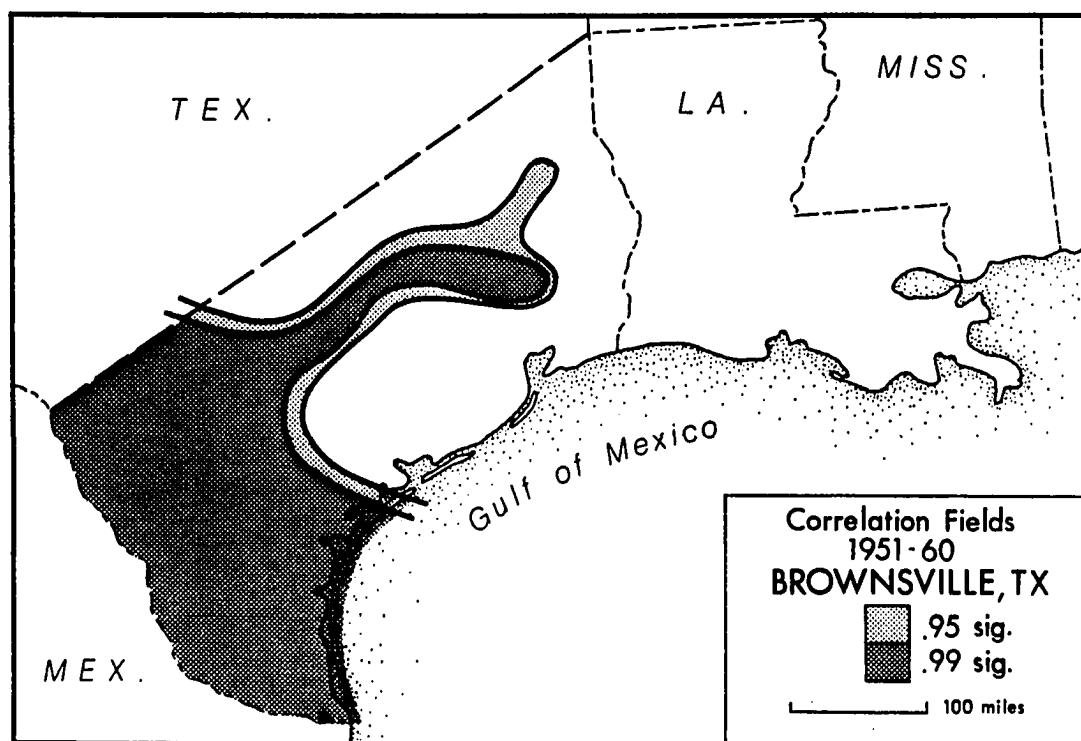 TEX.
LA.
MISS.
Gulf of Mexico
MEX.
Correlation Fields
1951-60
BROWNSVILLE, TX
.95 sig.
.99 sig.
100 miles